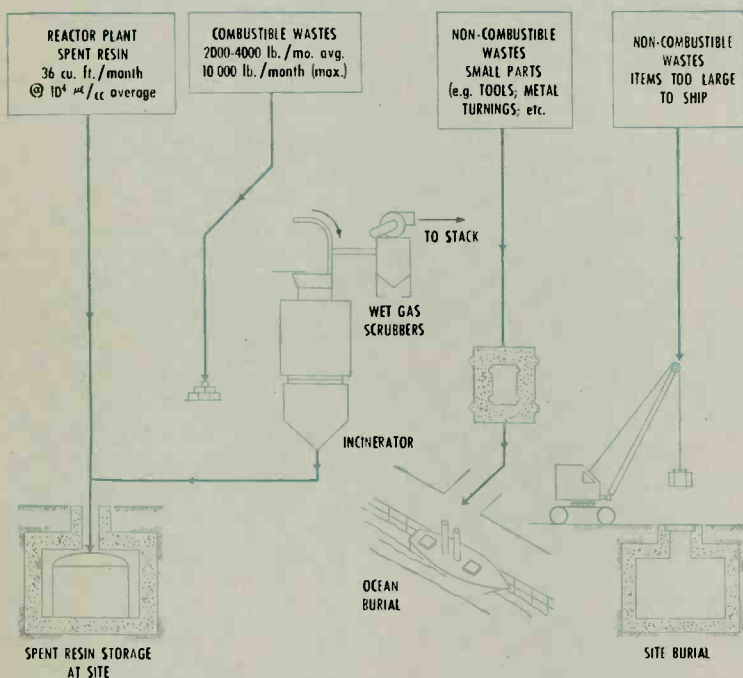 REACTOR PLANT
SPENT RESIN
36 cu. ft./month
@ 10⁴ μc/cc average
COMBUSTIBLE WASTES
2000-4000 lb./mo. avg.
10 000 lb./month (max.)
NON-COMBUSTIBLE
WASTES
SMALL PARTS
(e.g. TOOLS; METAL
TURNINGS; etc.
NON-COMBUSTIBLE
WASTES
ITEMS TOO LARGE
TO SHIP
TO STACK
WET GAS
SCRUBBERS
INCINERATOR
OCEAN
BURIAL
SPENT RESIN STORAGE
AT SITE
SITE BURIAL